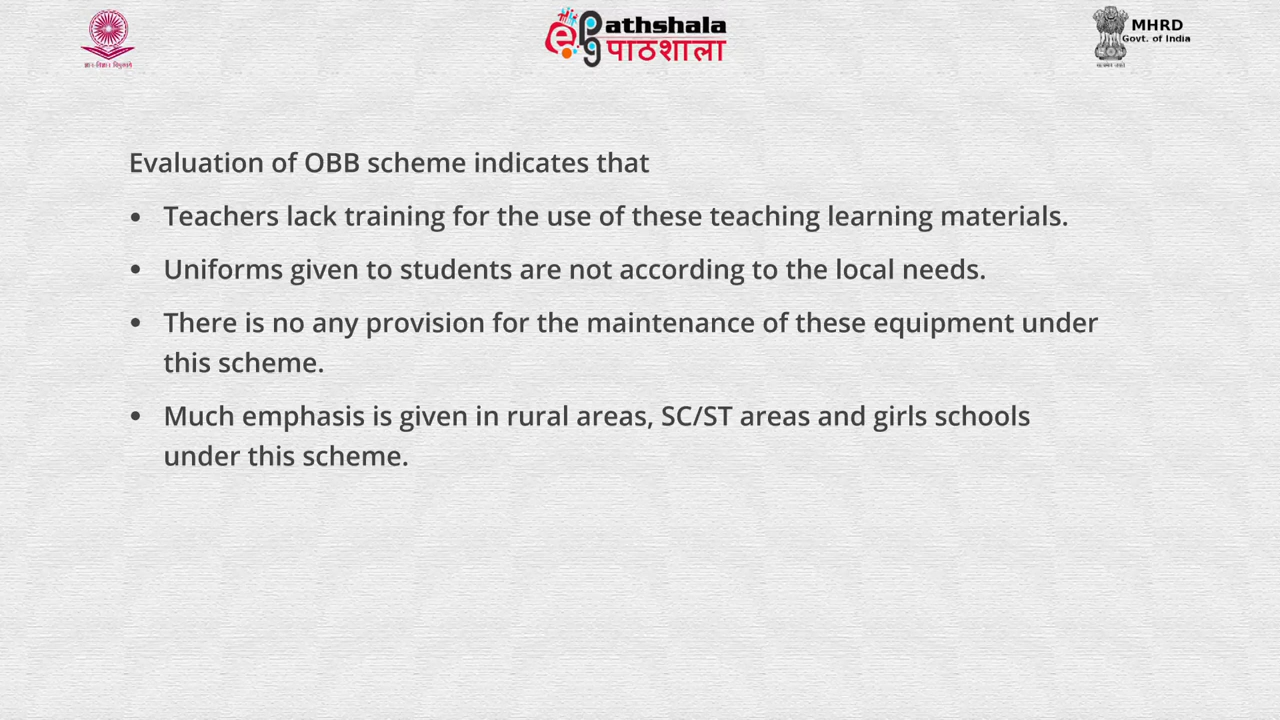 ePathshala
पाठशाला
MHRD
Govt. of India
Evaluation of OBB scheme indicates that
• Teachers lack training for the use of these teaching learning materials.
• Uniforms given to students are not according to the local needs.
• There is no any provision for the maintenance of these equipment under
this scheme.
• Much emphasis is given in rural areas, SC/ST areas and girls schools
under this scheme.